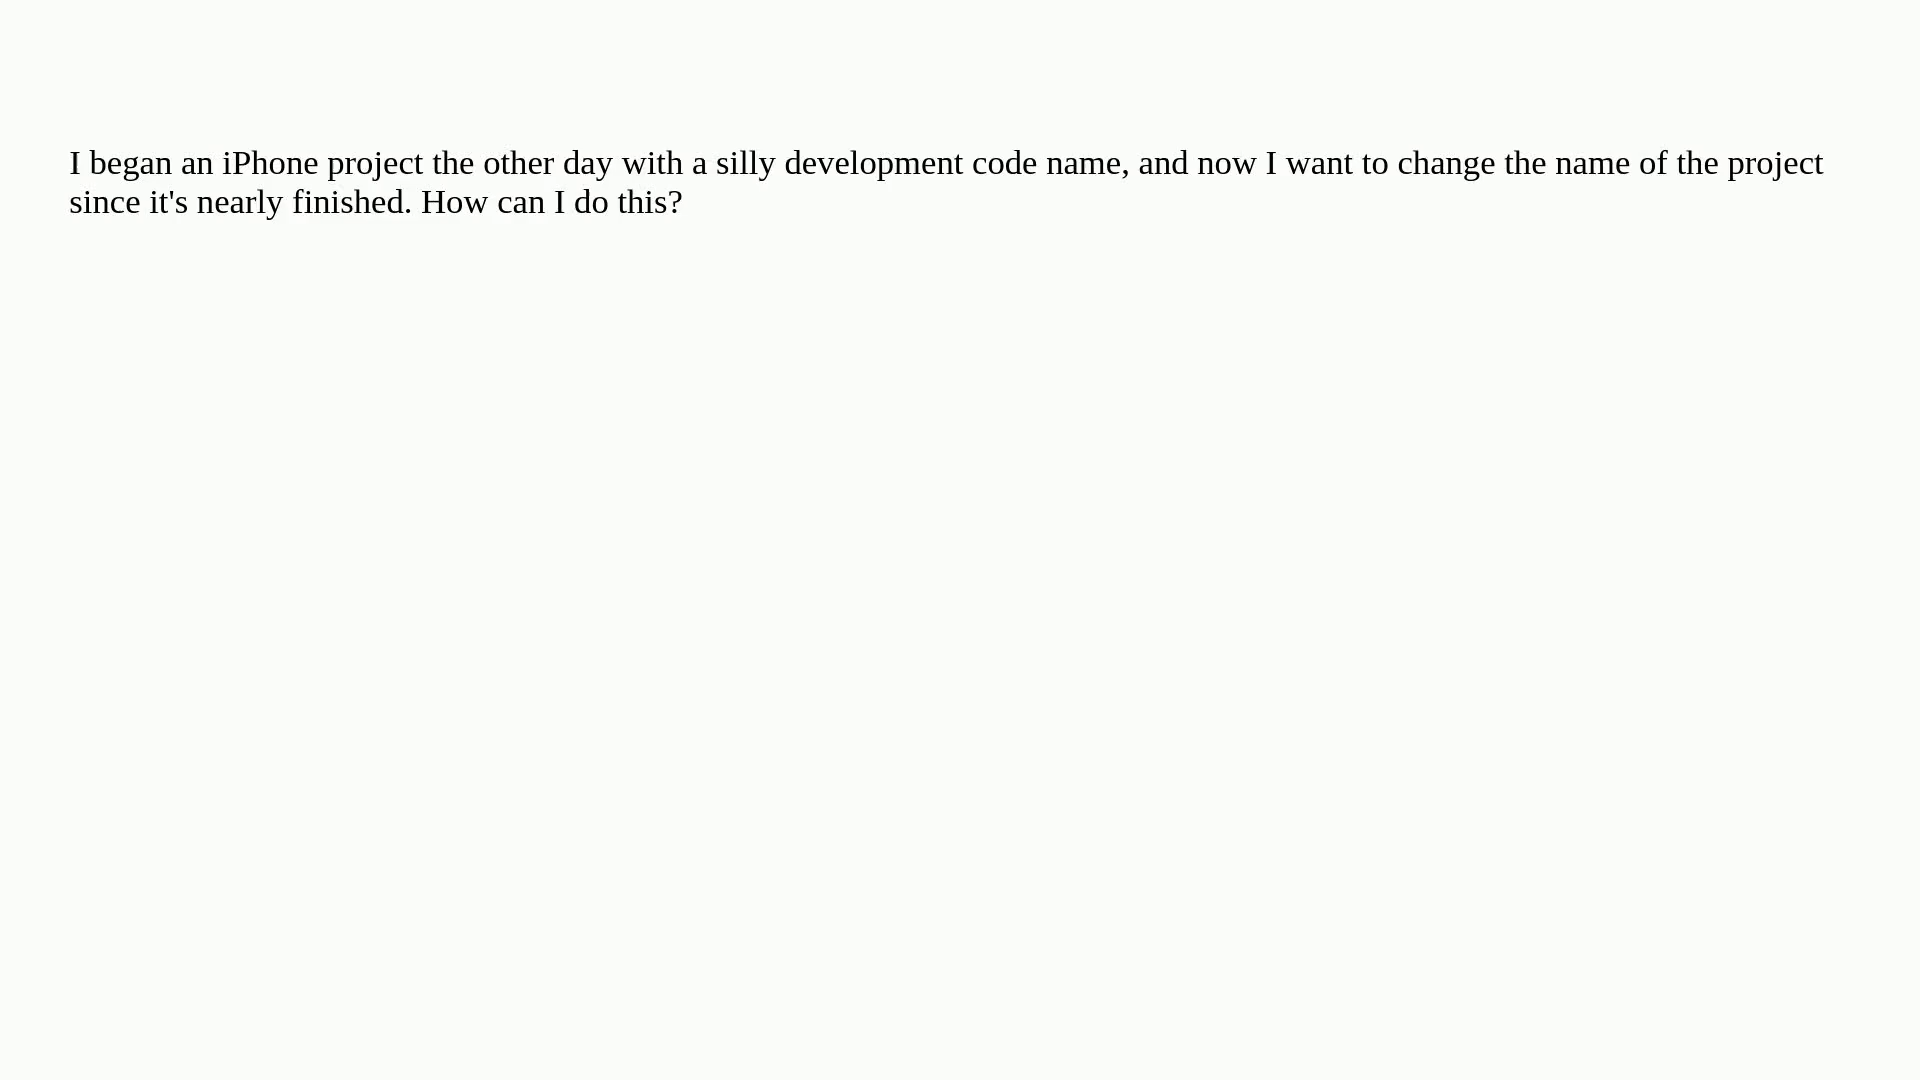 I began an iPhone project the other day with a silly development code name, and now I want to change the name of the project
since it's nearly finished. How can I do this?